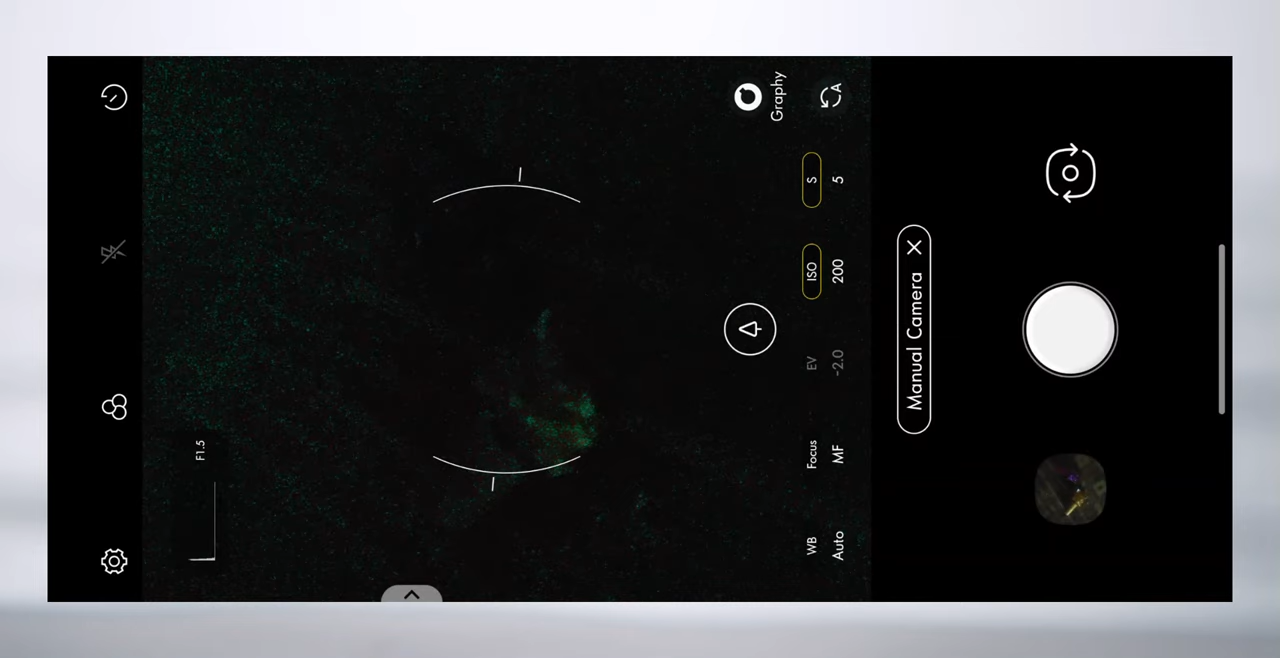 F1.5
Graphy
A
S
5
ISO
200
EV
-2.0
Focus
MF
WB
Auto
Manual Camera